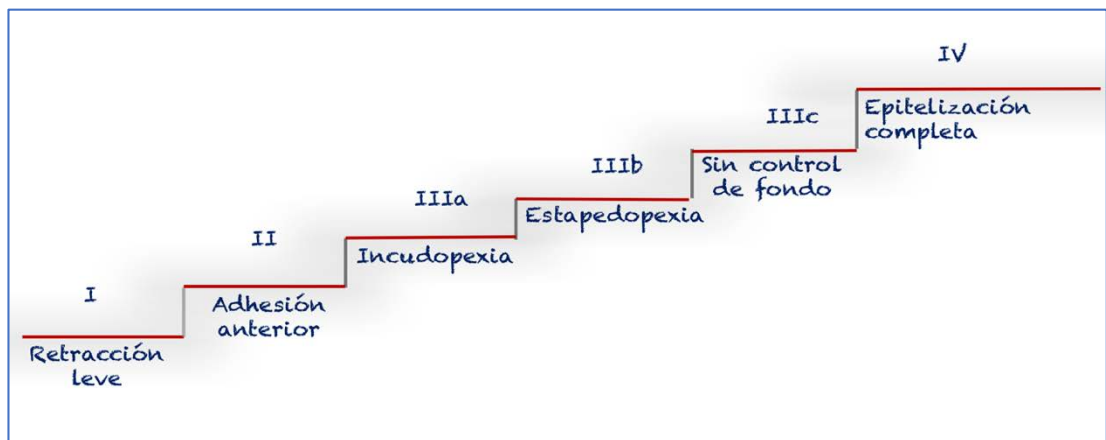 I
Retracción
leve
II
Adhesión
anterior
IIIa
Incudopexia
IIIb
Estapedopexia
IIIc
Sin control
de fondo
IV
Epitelización
completa